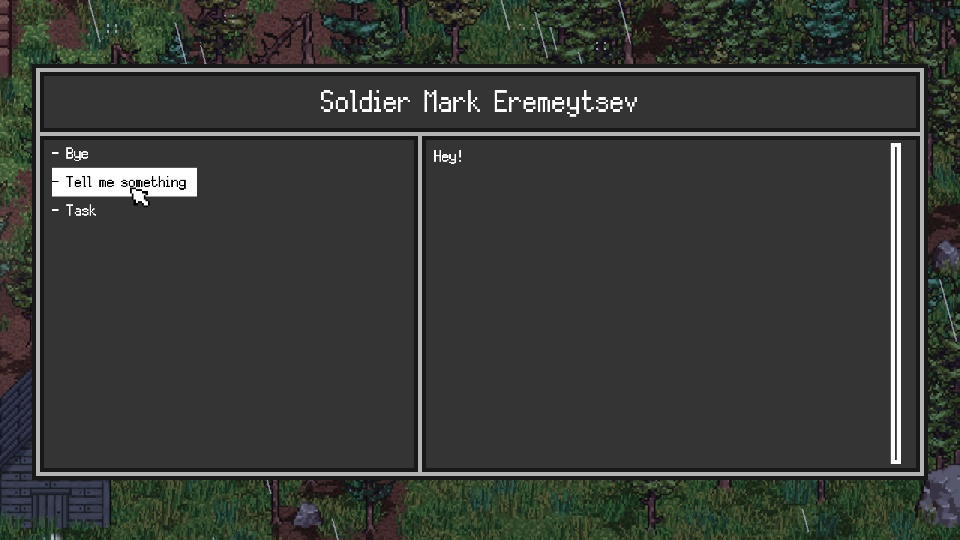 Soldier Mark Eremeytsev
- Bye
- Tell me something
- Task
Hey!